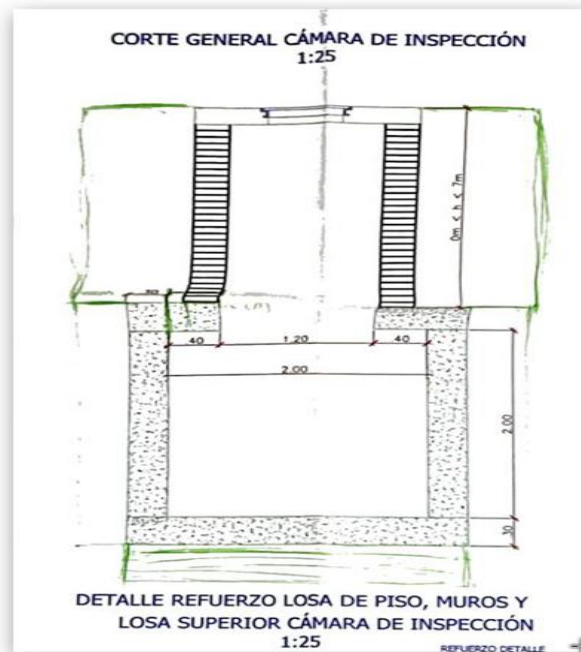 CORTE GENERAL CÁMARA DE INSPECCIÓN
1:25
0m < h < 7m
40
1.20
40
2.00
2.00
30
DETALLE REFUERZO LOSA DE PISO, MUROS Y
LOSA SUPERIOR CÁMARA DE INSPECCIÓN
1:25
REFUERZO DETALLE